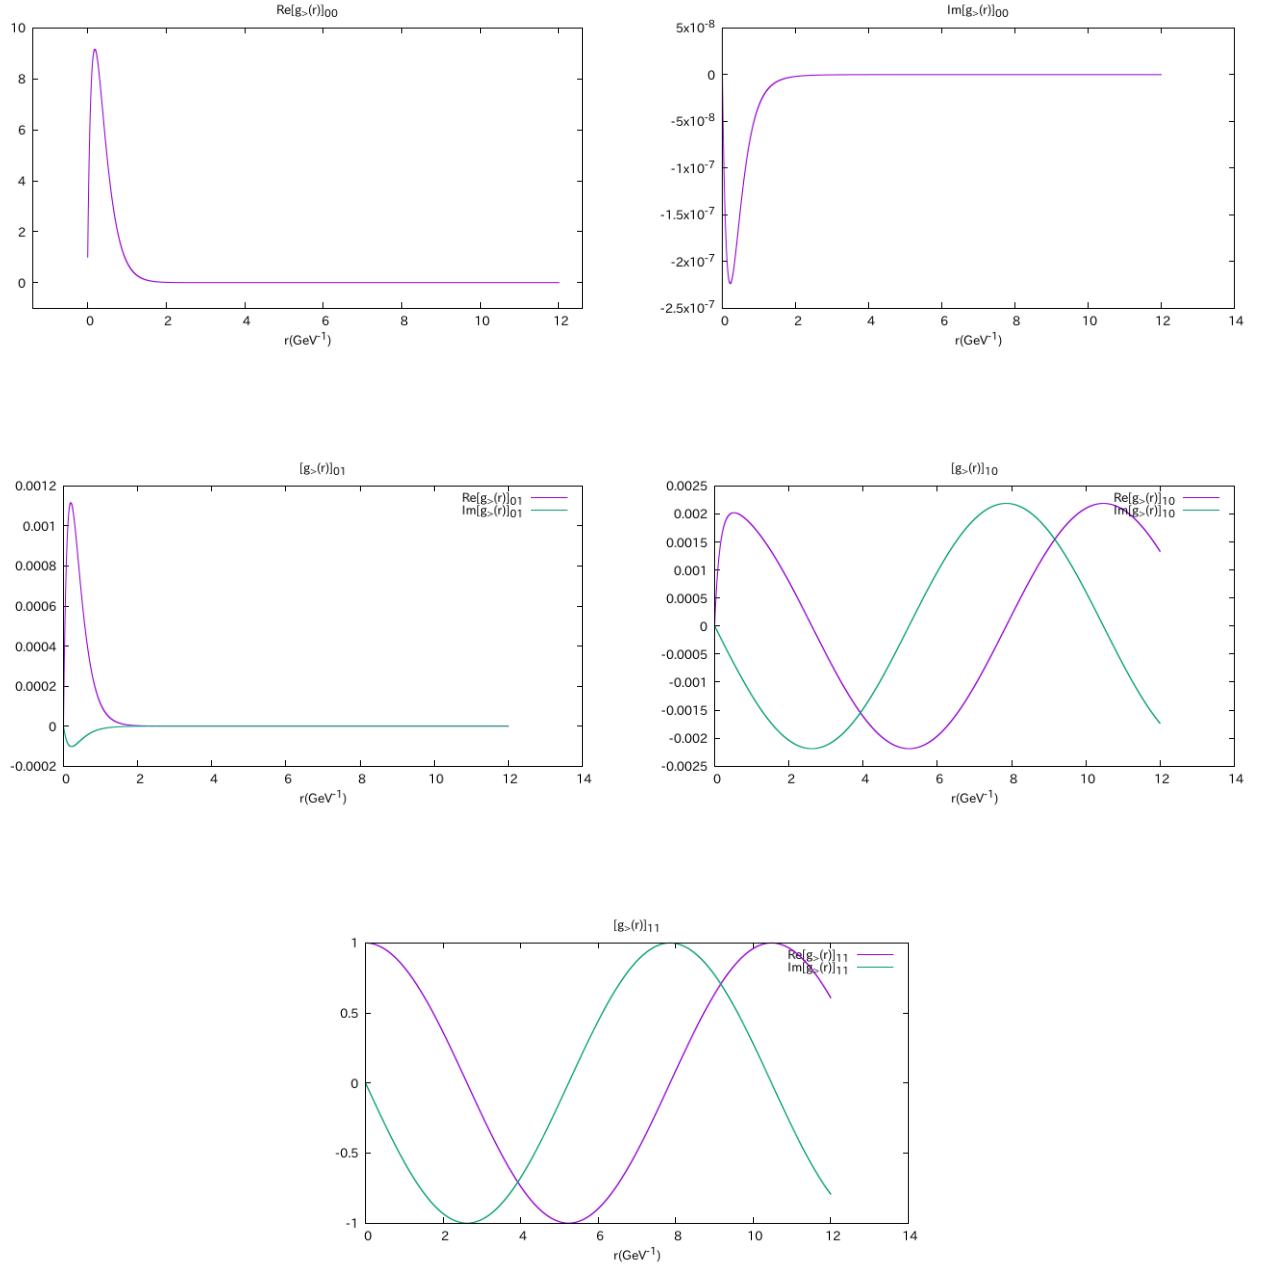 Re[g>(r)]00
10
8
6
4
2
0
0 2 4 6 8 10 12
r(GeV-1)
Im[g>(r)]00
5x10-8
0
-5x10-8
-1x10-7
-1.5x10-7
-2x10-7
-2.5x10-7
0 2 4 6 8 10 12 14
r(GeV-1)
[g>(r)]01
0.0012
0.001
0.0008
0.0006
0.0004
0.0002
0
-0.0002
Re[g>(r)]01
Im[g>(r)]01
0 2 4 6 8 10 12 14
r(GeV-1)
[g>(r)]10
0.0025
0.002
0.0015
0.001
0.0005
0
-0.0005
-0.001
-0.0015
-0.002
-0.0025
Re[g>(r)]10
Im[g>(r)]10
0 2 4 6 8 10 12 14
r(GeV-1)
[g>(r)]11
1
0.5
0
-0.5
-1
Re[g>(r)]11
Im[g>(r)]11
0 2 4 6 8 10 12 14
r(GeV-1)